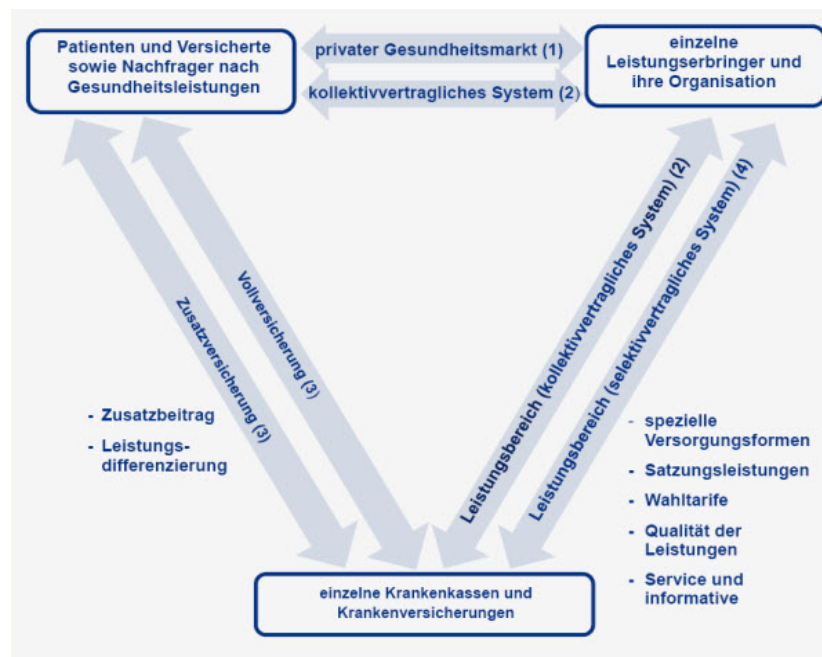 Patienten und Versicherte
sowie Nachfrager nach
Gesundheitsleistungen
privater Gesundheitsmarkt (1)
kollektivvertragliches System (2)
einzelne
Leistungserbringer und
ihre Organisation
Zusatzversicherung (3)
Vollversicherung (3)
Leistungsbereich (kollektivvertragliches System) (2)
Leistungsbereich (selektivvertragliches System) (4)
- Zusatzbeitrag
- Leistungs-
differenzierung
- spezielle
Versorgungsformen
- Satzungsleistungen
- Wahltarife
- Qualität der
Leistungen
- Service und
informative
einzelne Krankenkassen und
Krankenversicherungen